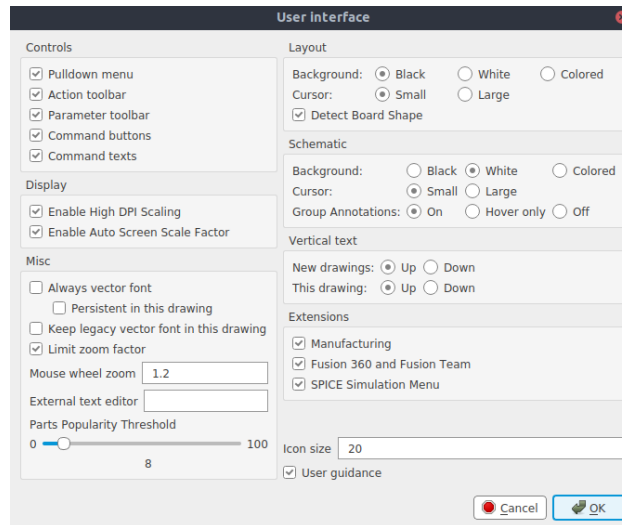 User interface
Controls
Pulldown menu
Action toolbar
Parameter toolbar
Command buttons
Command texts
Display
Enable High DPI Scaling
Enable Auto Screen Scale Factor
Misc
Always vector font
Persistent in this drawing
Keep legacy vector font in this drawing
Limit zoom factor
Mouse wheel zoom 1.2
External text editor
Parts Popularity Threshold
0 100
8
Layout
Background: Black White Colored
Cursor: Small Large
Detect Board Shape
Schematic
Background: Black White Colored
Cursor: Small Large
Group Annotations: On Hover only Off
Vertical text
New drawings: Up Down
This drawing: Up Down
Extensions
Manufacturing
Fusion 360 and Fusion Team
SPICE Simulation Menu
Icon size 20
User guidance
Cancel OK